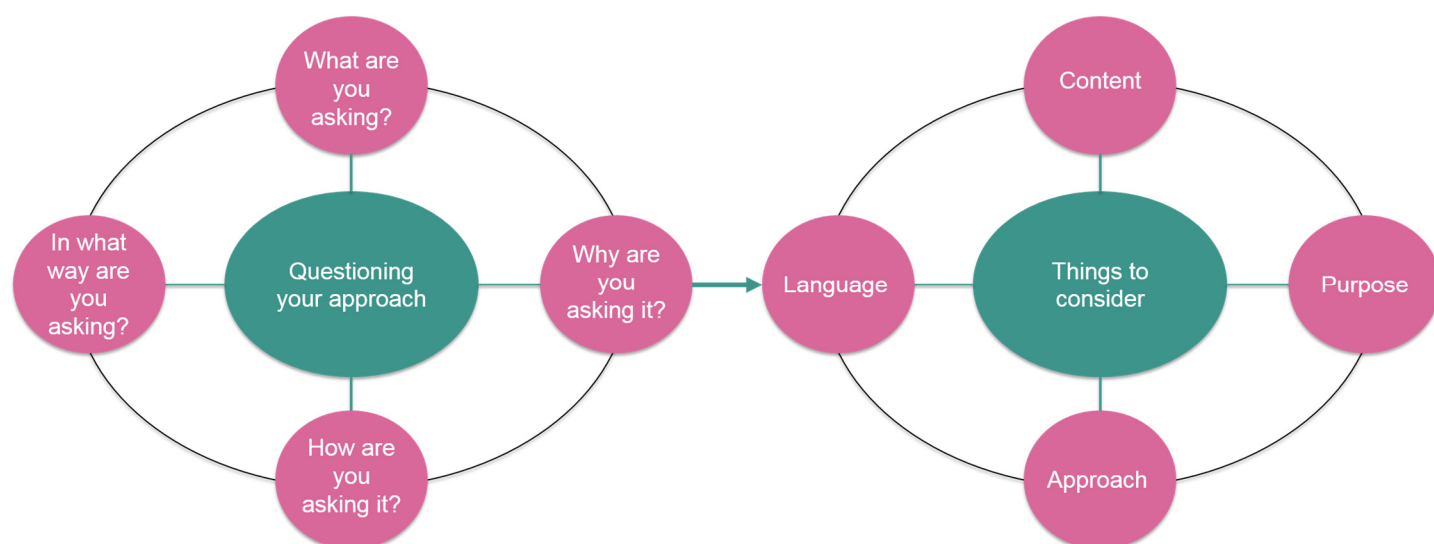 What are
you
asking?
In what
way are
you
asking?
Questioning
your approach
Why are
you
asking it?
How are
you
asking it?
Content
Language
Things to
consider
Purpose
Approach